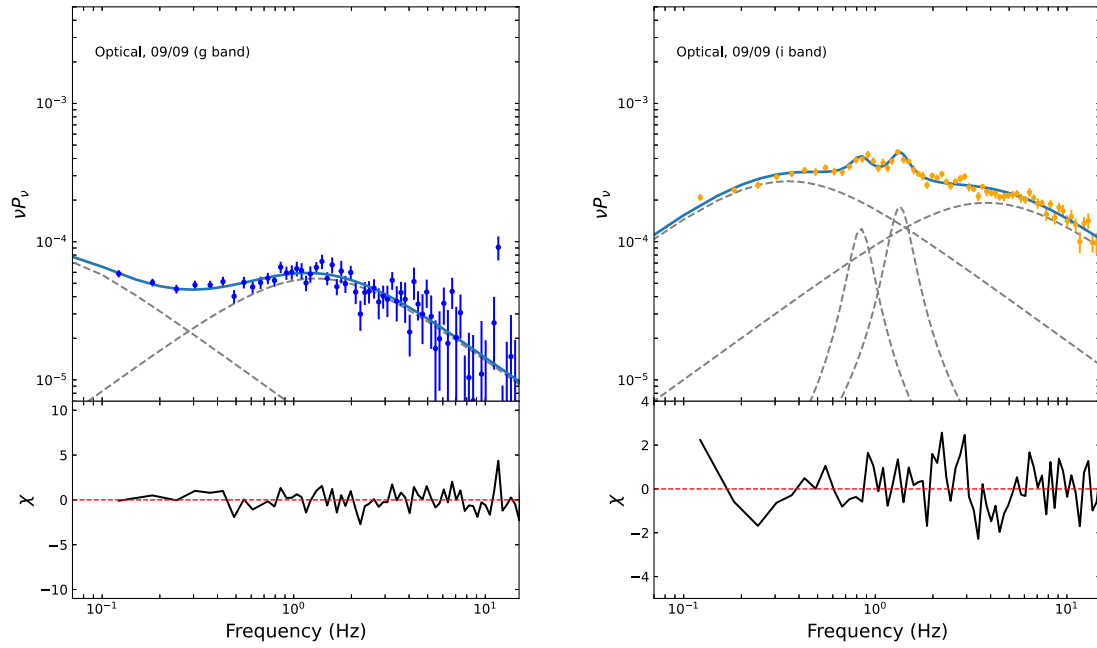 Optical, 09/09 (g band)
νPν
10⁻³
10⁻⁴
10⁻⁵
χ
10
5
0
−5
−10
10⁻¹
10⁰
10¹
Frequency (Hz)
Optical, 09/09 (i band)
νPν
10⁻³
10⁻⁴
10⁻⁵
χ
4
2
0
−2
−4
10⁻¹
10⁰
10¹
Frequency (Hz)